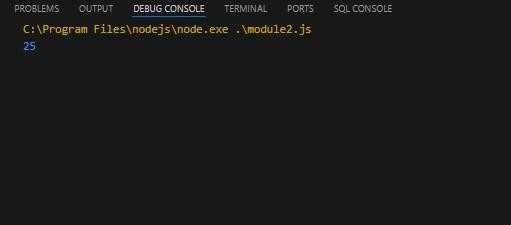 PROBLEMS OUTPUT DEBUG CONSOLE TERMINAL PORTS SQL CONSOLE
C:\Program Files\nodejs\node.exe .\module2.js
25